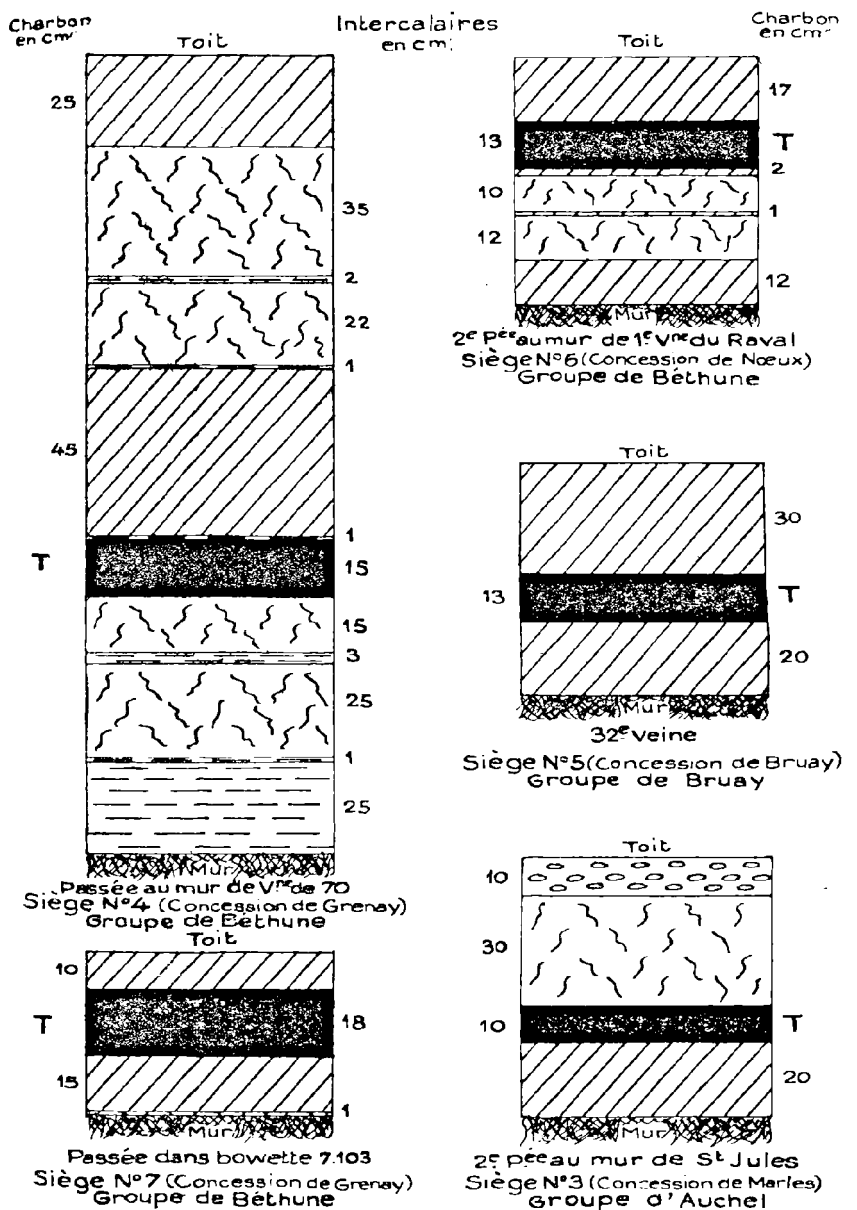 Charbon
en cm.
Toit
Intercalaires
en cm.
25
35
2
22
1
45
1
T
15
15
3
25
1
25
Mur
Passée au mur de Vne de 70
Siège N°4 (Concession de Grenay)
Groupe de Béthune
Toit
10
T
18
15
1
Mur
Passée dans bowette 7.103
Siège N°7 (Concession de Grenay)
Groupe de Béthune
Charbon
en cm.
Toit
17
13
T
2
10
1
12
12
Mur
2e Pée au mur de 1e Vne du Raval
Siège N°6 (Concession de Nœux)
Groupe de Béthune
Toit
30
13
T
20
Mur
32e Veine
Siège N°5 (Concession de Bruay)
Groupe de Bruay
Toit
10
30
10
T
20
Mur
2e Pée au mur de St Jules
Siège N°3 (Concession de Marles)
Groupe d'Auchel